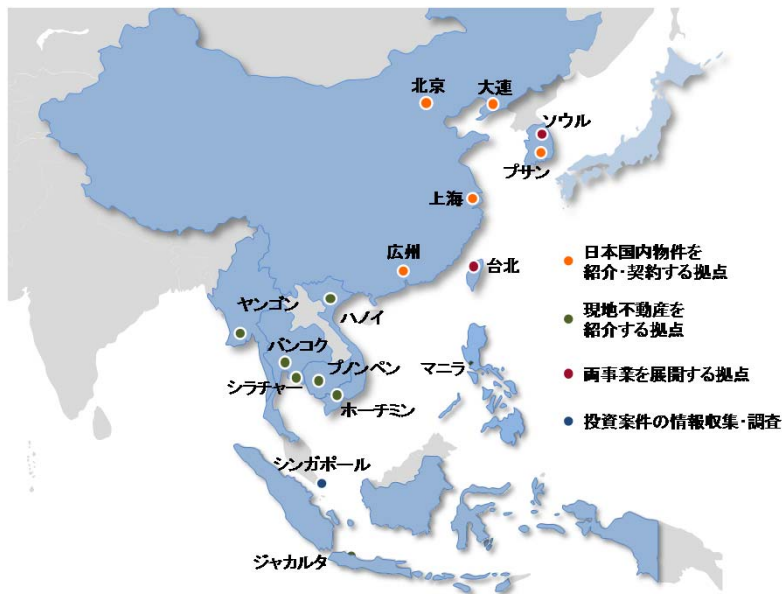 北京
大連
ソウル
プサン
上海
広州
台北
ヤンゴン
ハノイ
バンコク
プノンペン
シラチャー
ホーチミン
マニラ
シンガポール
ジャカルタ
日本国内物件を
紹介・契約する拠点
現地不動産を
紹介する拠点
両事業を展開する拠点
投資案件の情報収集・調査